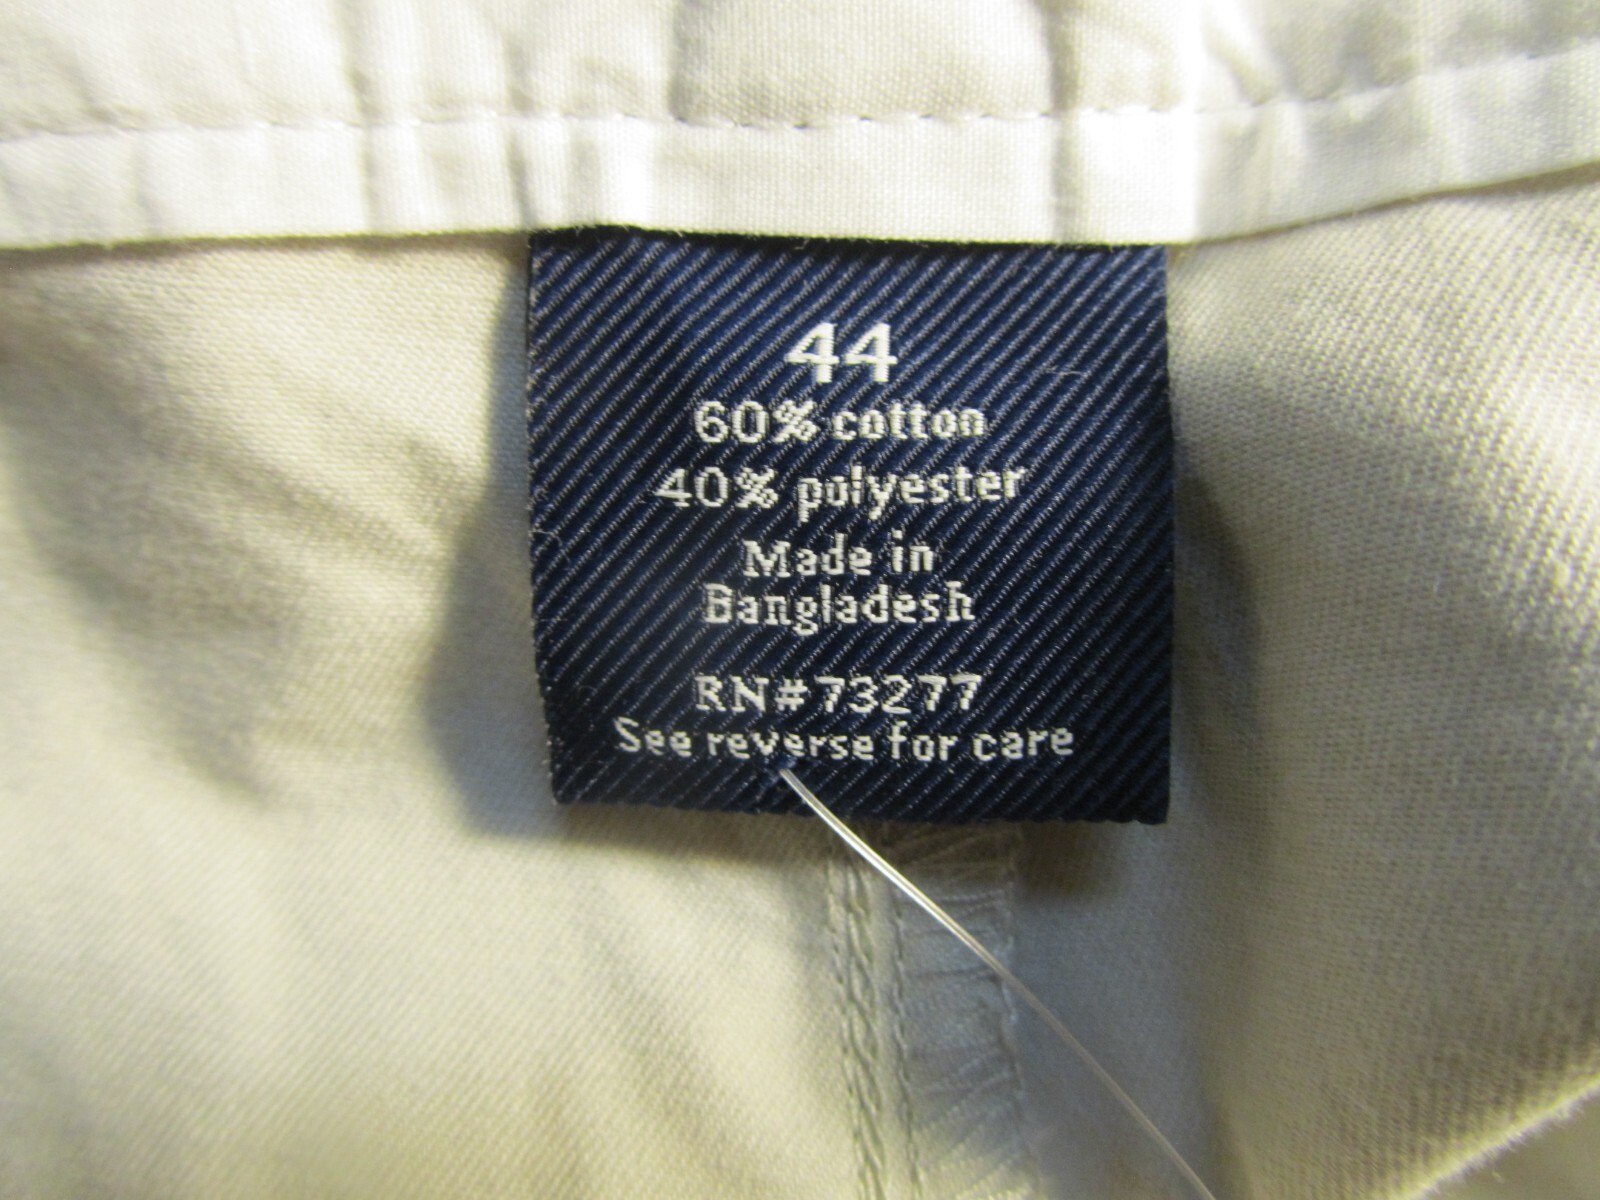 44
60% cotton
40% polyester
Made in
Bangladesh
RN#73277
See reverse for care